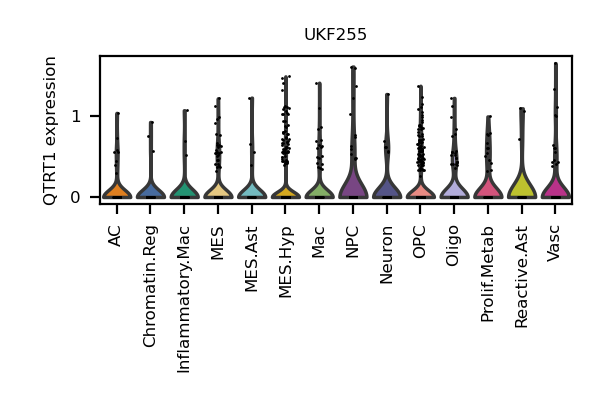 UKF255
QTRT1 expression
1
0
AC
Chromatin.Reg
Inflammatory.Mac
MES
MES.Ast
MES.Hyp
Mac
NPC
Neuron
OPC
Oligo
Prolif.Metab
Reactive.Ast
Vasc